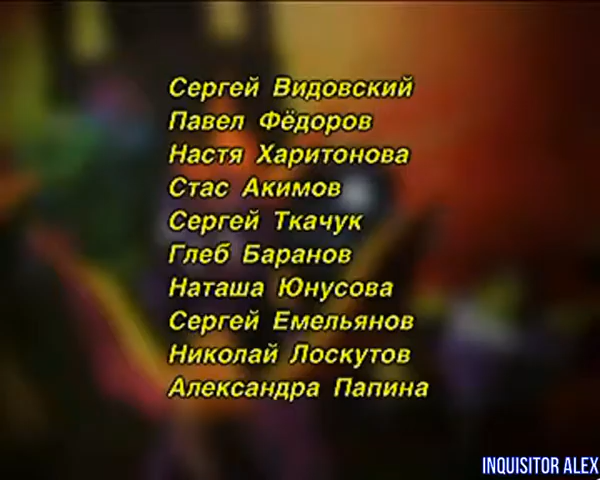 Сергей Видовский
Павел Фёдоров
Настя Харитонова
Стас Акимов
Сергей Ткачук
Глеб Баранов
Наташа Юнусова
Сергей Емельянов
Николай Лоскутов
Александра Папина
INQUISITOR ALEX